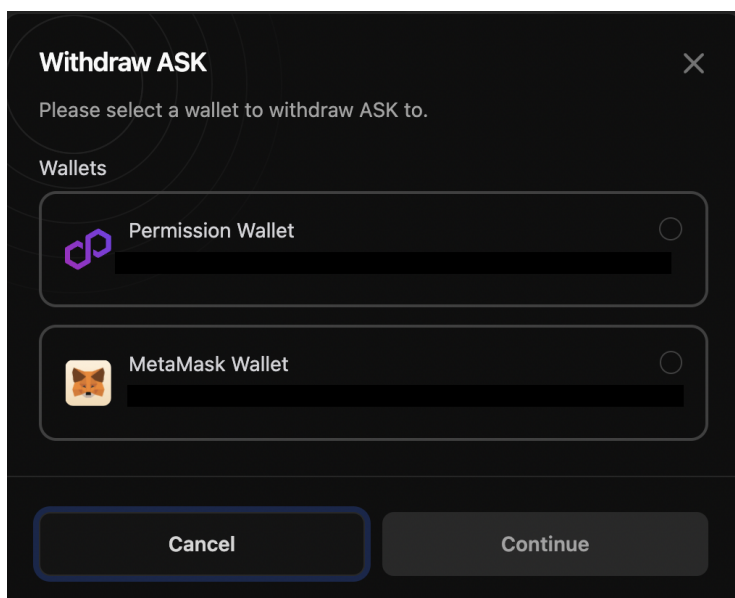 Withdraw ASK
Please select a wallet to withdraw ASK to.
Wallets
Permission Wallet
MetaMask Wallet
Cancel
Continue